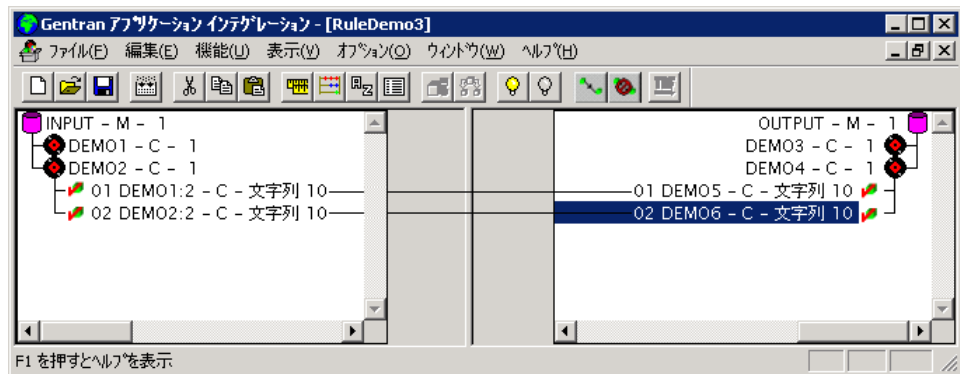 Gentran アプリケーション インテグレーション - [RuleDemo3]
ファイル(F) 編集(E) 機能(U) 表示(V) オプション(O) ウィンドウ(W) ヘルプ(H)
INPUT - M - 1
DEMO1 - C - 1
DEMO2 - C - 1
01 DEMO1:2 - C - 文字列 10
02 DEMO2:2 - C - 文字列 10
OUTPUT - M - 1
DEMO3 - C - 1
DEMO4 - C - 1
01 DEMO5 - C - 文字列 10
02 DEMO6 - C - 文字列 10
F1 を押すとヘルプを表示